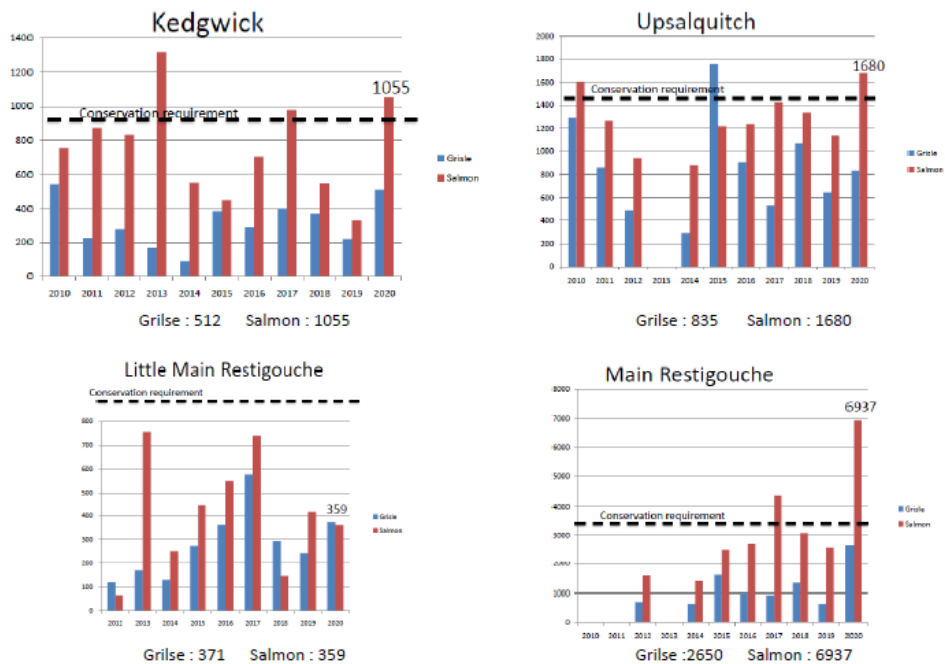 Kedgwick
1400
1200
1000
800
600
400
200
0
1055
Conservation requirement
Grisle
Salmon
2010 2011 2012 2013 2014 2015 2016 2017 2018 2019 2020
Grilse : 512 Salmon : 1055
Upsalquitch
2000
1800
1600
1400
1200
1000
800
600
400
200
0
1680
Conservation requirement
Grisle
Salmon
2010 2011 2012 2013 2014 2015 2016 2017 2018 2019 2020
Grilse : 835 Salmon : 1680
Little Main Restigouche
Conservation requirement
800
700
600
500
400
300
200
100
0
359
Grisle
Salmon
2012 2013 2014 2015 2016 2017 2018 2019 2020
Grilse : 371 Salmon : 359
Main Restigouche
8000
7000
6000
5000
4000
3000
2000
1000
0
6937
Conservation requirement
Grisle
Salmon
2010 2011 2012 2013 2014 2015 2016 2017 2018 2019 2020
Grilse :2650 Salmon : 6937